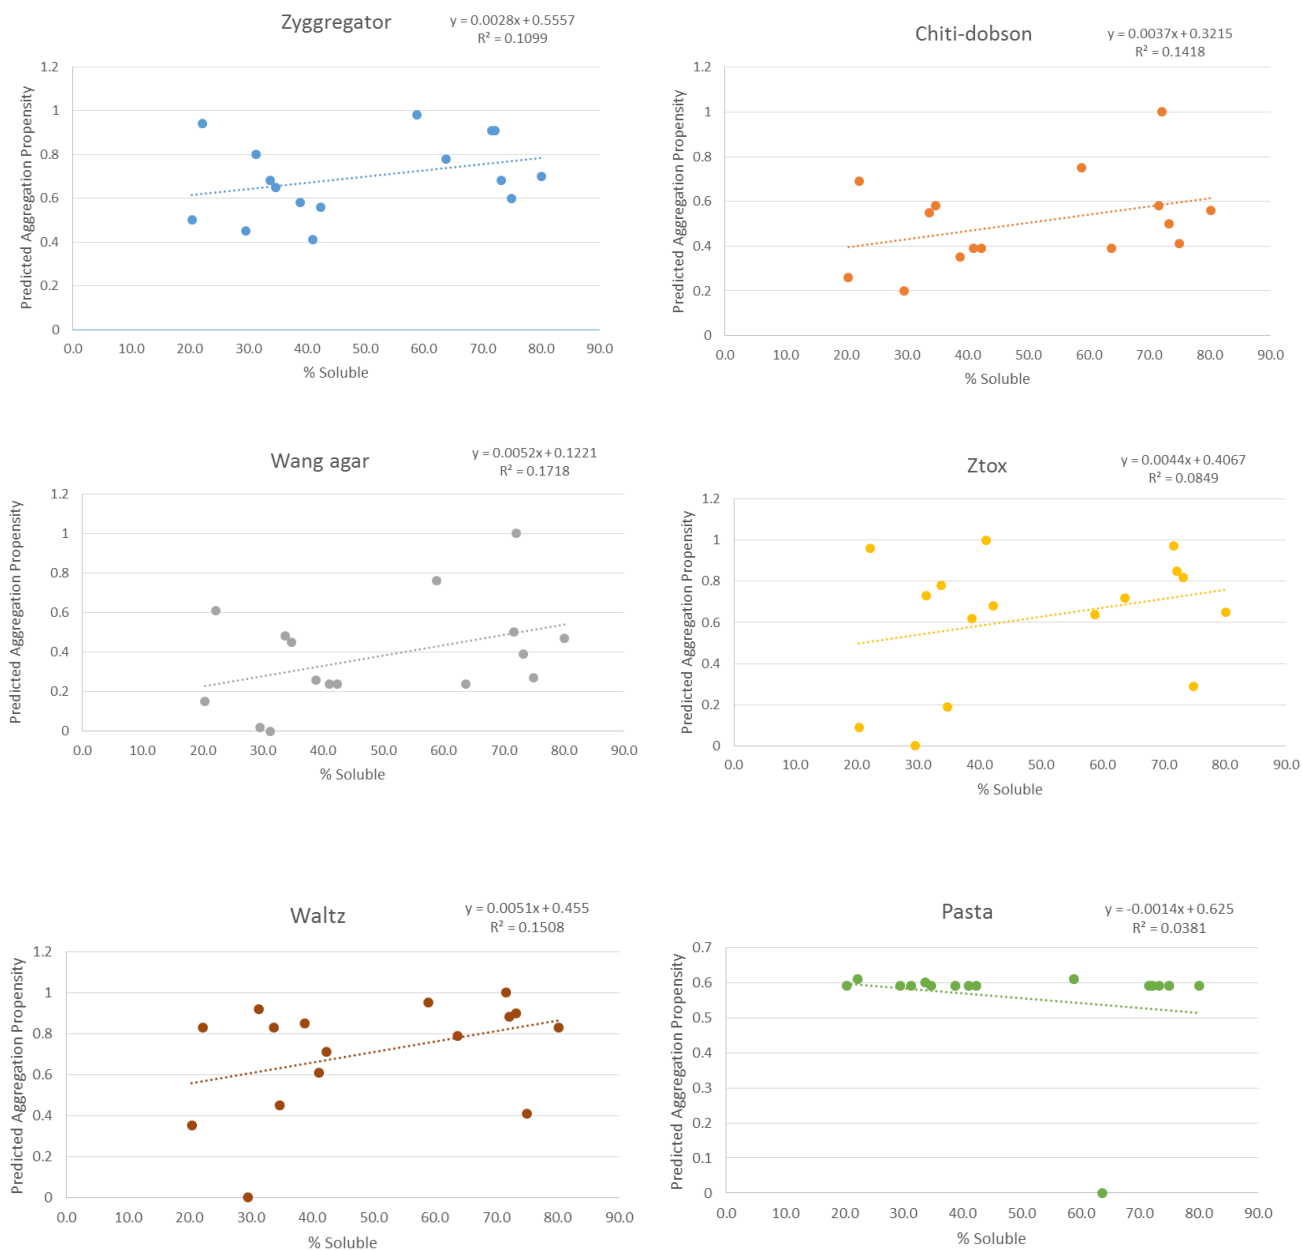 Zyggregator
y = 0.0028x + 0.5557
R² = 0.1099
Predicted Aggregation Propensity
1.2
1
0.8
0.6
0.4
0.2
0
0.0 10.0 20.0 30.0 40.0 50.0 60.0 70.0 80.0 90.0
% Soluble
Chiti-dobson
y = 0.0037x + 0.3215
R² = 0.1418
Predicted Aggregation Propensity
1.2
1
0.8
0.6
0.4
0.2
0
0.0 10.0 20.0 30.0 40.0 50.0 60.0 70.0 80.0 90.0
% Soluble
Wang agar
y = 0.0052x + 0.1221
R² = 0.1718
Predicted Aggregation Propensity
1.2
1
0.8
0.6
0.4
0.2
0
0.0 10.0 20.0 30.0 40.0 50.0 60.0 70.0 80.0 90.0
% Soluble
Ztox
y = 0.0044x + 0.4067
R² = 0.0849
Predicted Aggregation Propensity
1.2
1
0.8
0.6
0.4
0.2
0
0.0 10.0 20.0 30.0 40.0 50.0 60.0 70.0 80.0 90.0
% Soluble
Waltz
y = 0.0051x + 0.455
R² = 0.1508
Predicted Aggregation Propensity
1.2
1
0.8
0.6
0.4
0.2
0
0.0 10.0 20.0 30.0 40.0 50.0 60.0 70.0 80.0 90.0
% Soluble
Pasta
y = -0.0014x + 0.625
R² = 0.0381
Predicted Aggregation Propensity
0.7
0.6
0.5
0.4
0.3
0.2
0.1
0
0.0 10.0 20.0 30.0 40.0 50.0 60.0 70.0 80.0 90.0
% Soluble